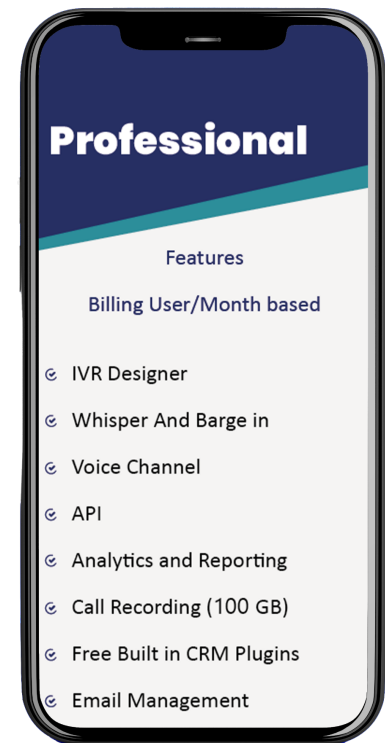 Professional
Features
Billing User/Month based
IVR Designer
Whisper And Barge in
Voice Channel
API
Analytics and Reporting
Call Recording (100 GB)
Free Built in CRM Plugins
Email Management